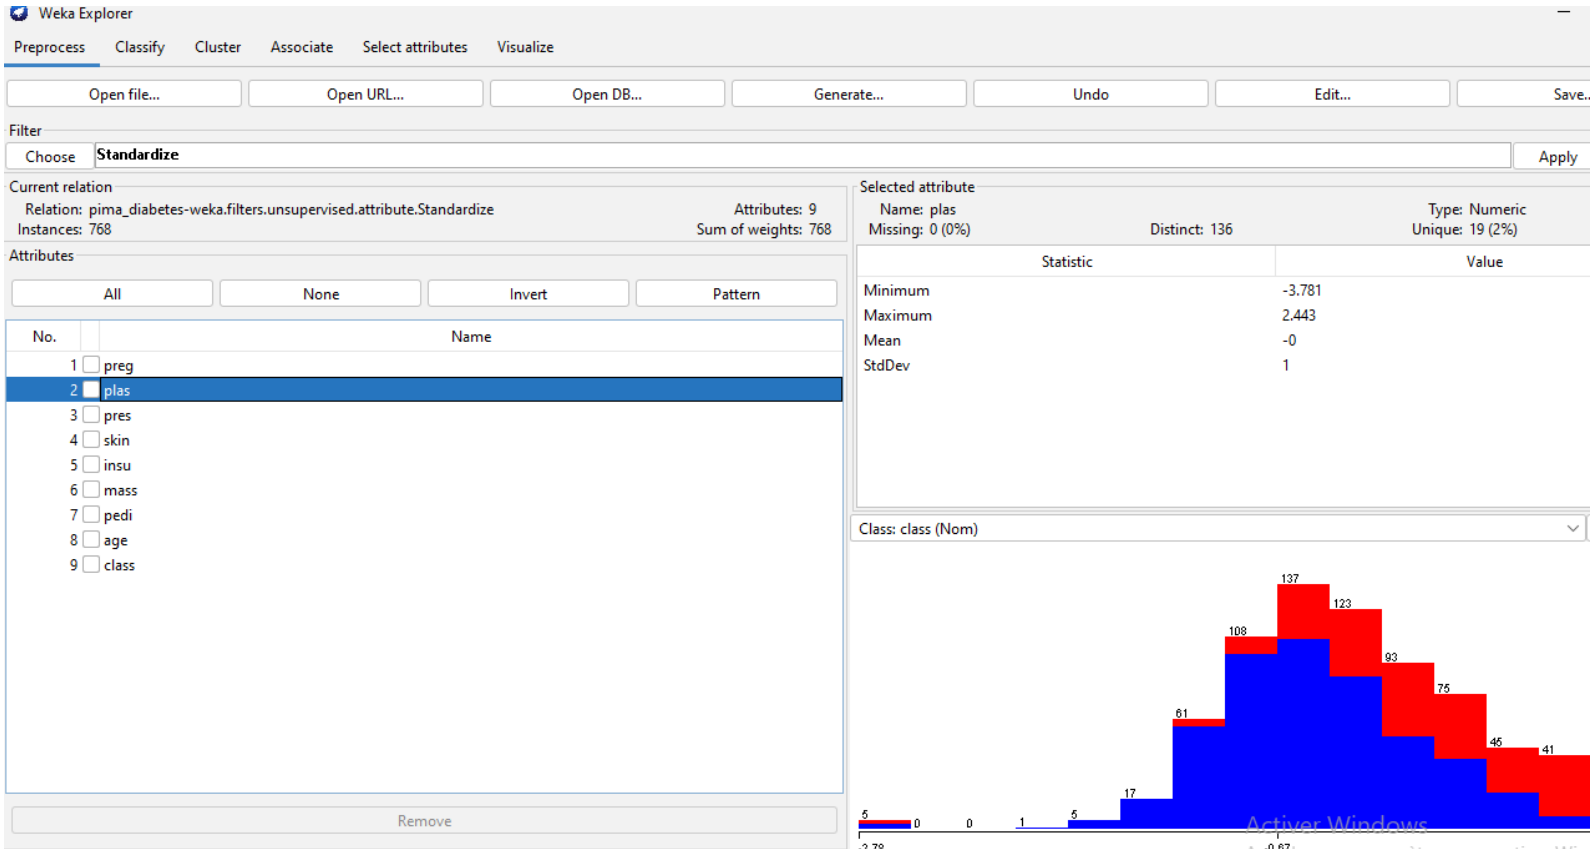 Weka Explorer
Preprocess Classify Cluster Associate Select attributes Visualize
Open file... Open URL... Open DB... Generate... Undo Edit... Save..
Filter
Choose Standardize Apply
Current relation
Relation: pima_diabetes-weka.filters.unsupervised.attribute.Standardize Attributes: 9
Instances: 768 Sum of weights: 768
Attributes
All None Invert Pattern
No. Name
1 preg
2 plas
3 pres
4 skin
5 insu
6 mass
7 pedi
8 age
9 class
Remove
Selected attribute
Name: plas Type: Numeric
Missing: 0 (0%) Distinct: 136 Unique: 19 (2%)
Statistic Value
Minimum -3.781
Maximum 2.443
Mean -0
StdDev 1
Class: class (Nom)
137
123
108
93
75
61
45
41
17
5 0 0 1 5
Activer Windows